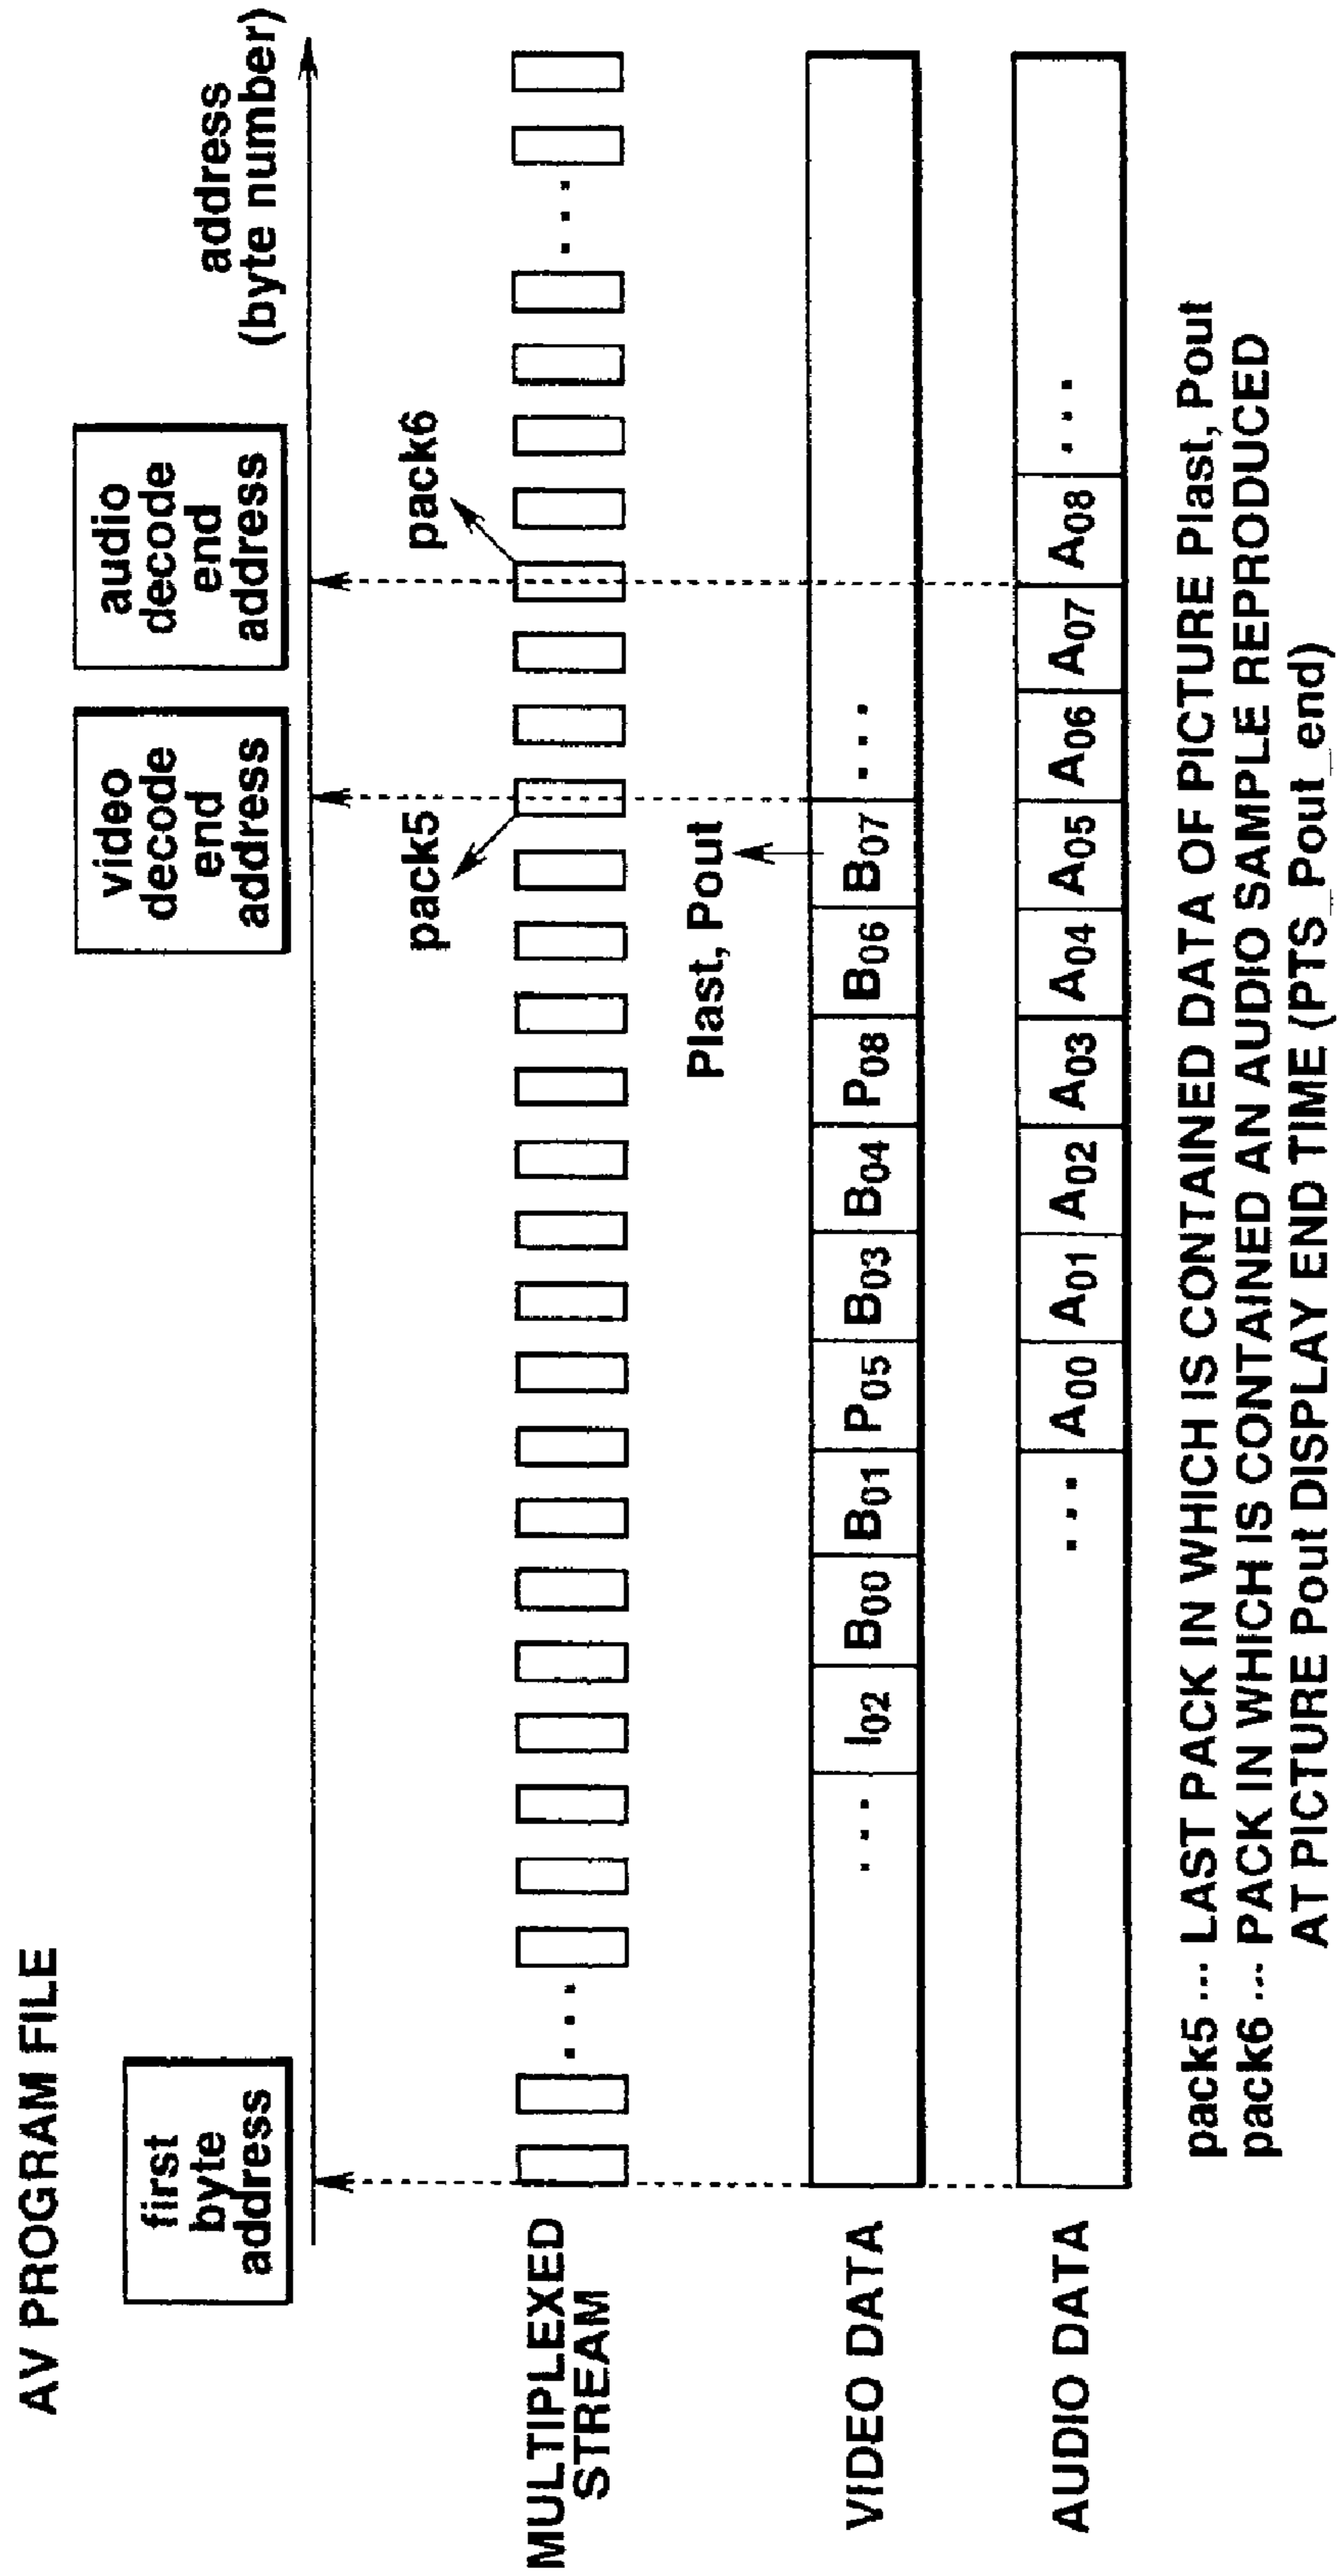 AV PROGRAM FILE
first
byte
address
video
decode
end
address
audio
decode
end
address
address
(byte number)
MULTIPLEXED
STREAM
...
pack5
pack6
...
Plast, Pout
VIDEO DATA
... I02 B00 B01 P05 B03 B04 P08 B06 B07 ...
AUDIO DATA
... A00 A01 A02 A03 A04 A05 A06 A07 A08 ...
pack5 ... LAST PACK IN WHICH IS CONTAINED DATA OF PICTURE Plast, Pout
pack6 ... PACK IN WHICH IS CONTAINED AN AUDIO SAMPLE REPRODUCED
AT PICTURE Pout DISPLAY END TIME (PTS_Pout_end)